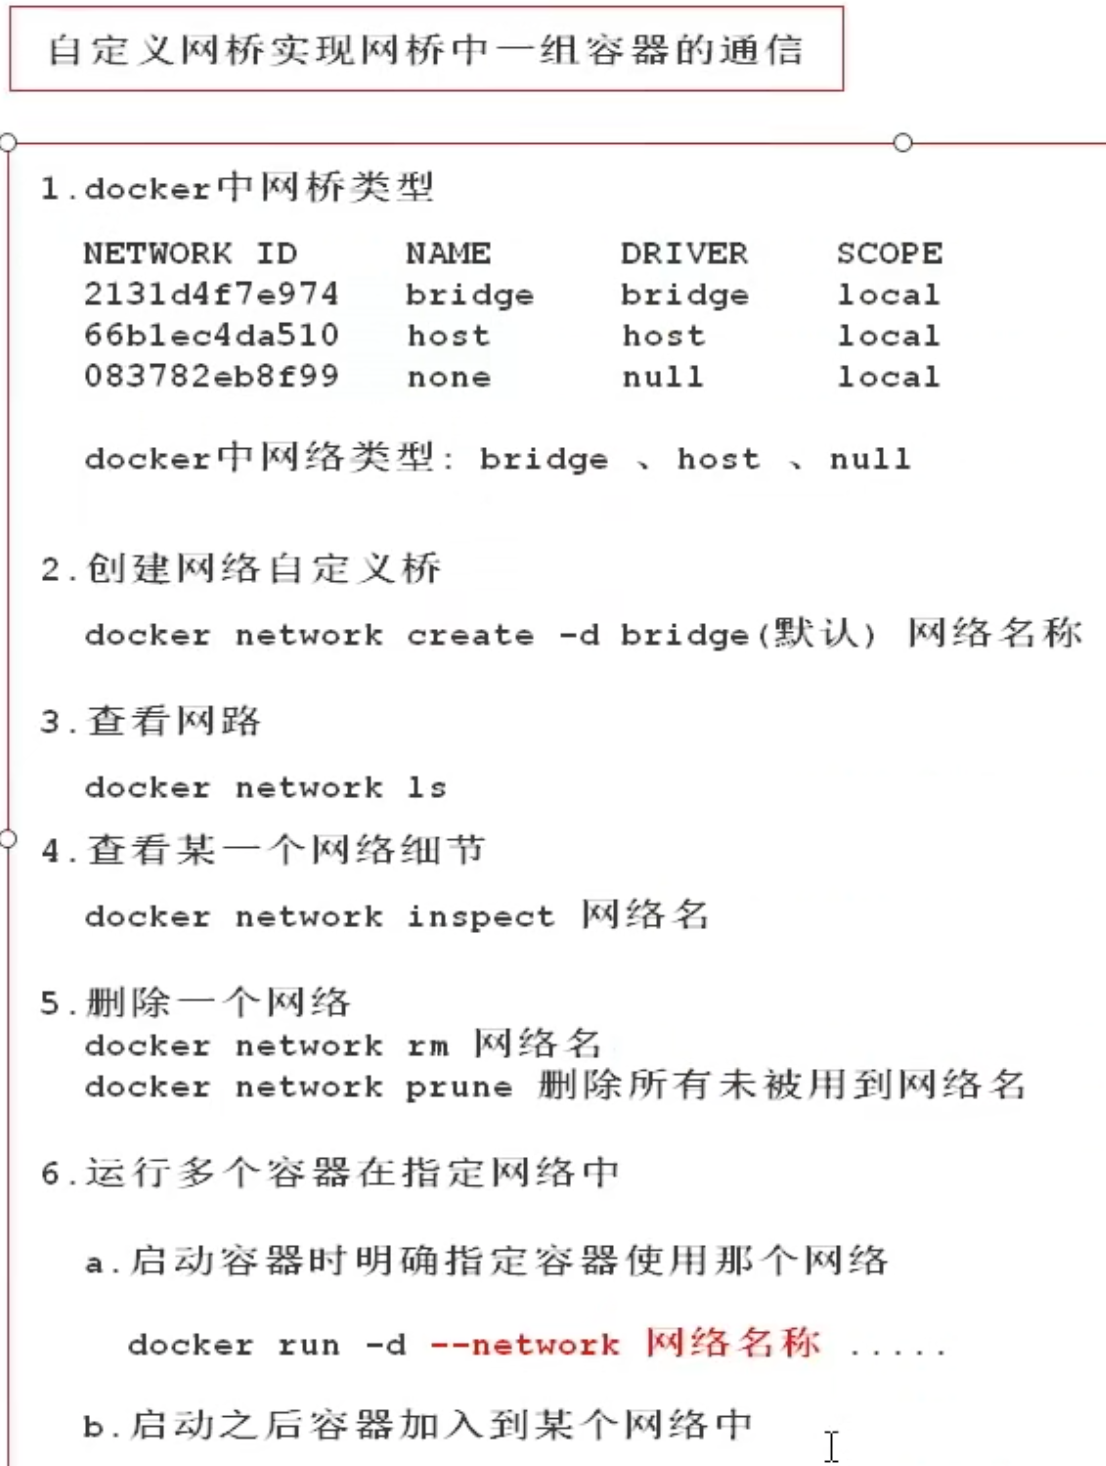 自定义网桥实现网桥中一组容器的通信
1.docker中网桥类型
NETWORK ID NAME DRIVER SCOPE
2131d4f7e974 bridge bridge local
66b1ec4da510 host host local
083782eb8f99 none null local
docker中网络类型: bridge 、host 、null
2.创建网络自定义桥
docker network create -d bridge(默认) 网络名称
3.查看网路
docker network ls
4.查看某一个网络细节
docker network inspect 网络名
5.删除一个网络
docker network rm 网络名
docker network prune 删除所有未被用到网络名
6.运行多个容器在指定网络中
a.启动容器时明确指定容器使用那个网络
docker run -d --network 网络名称 .....
b.启动之后容器加入到某个网络中